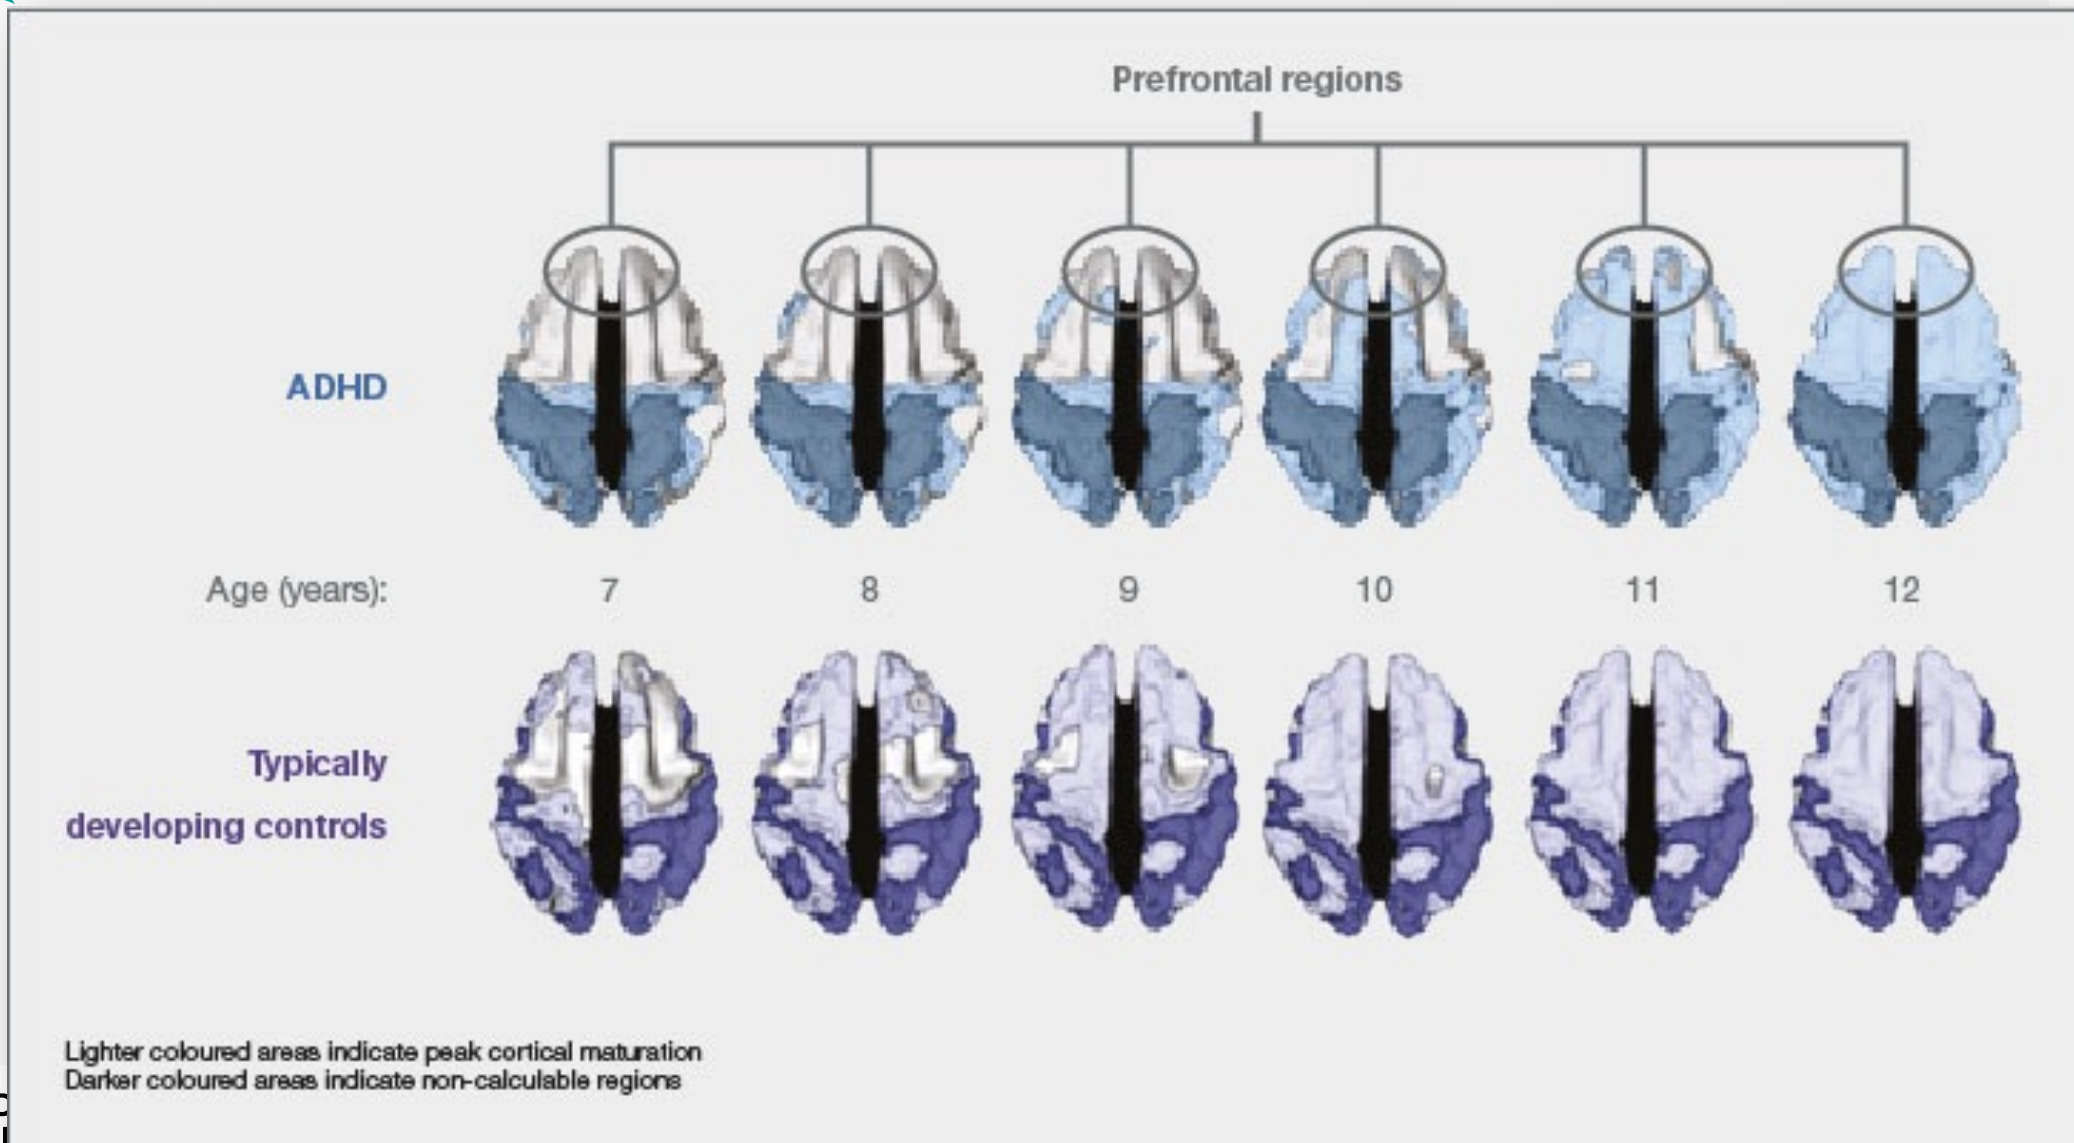 Prefrontal regions
ADHD
Age (years): 7 8 9 10 11 12
Typically
developing controls
Lighter coloured areas indicate peak cortical maturation
Darker coloured areas indicate non-calculable regions